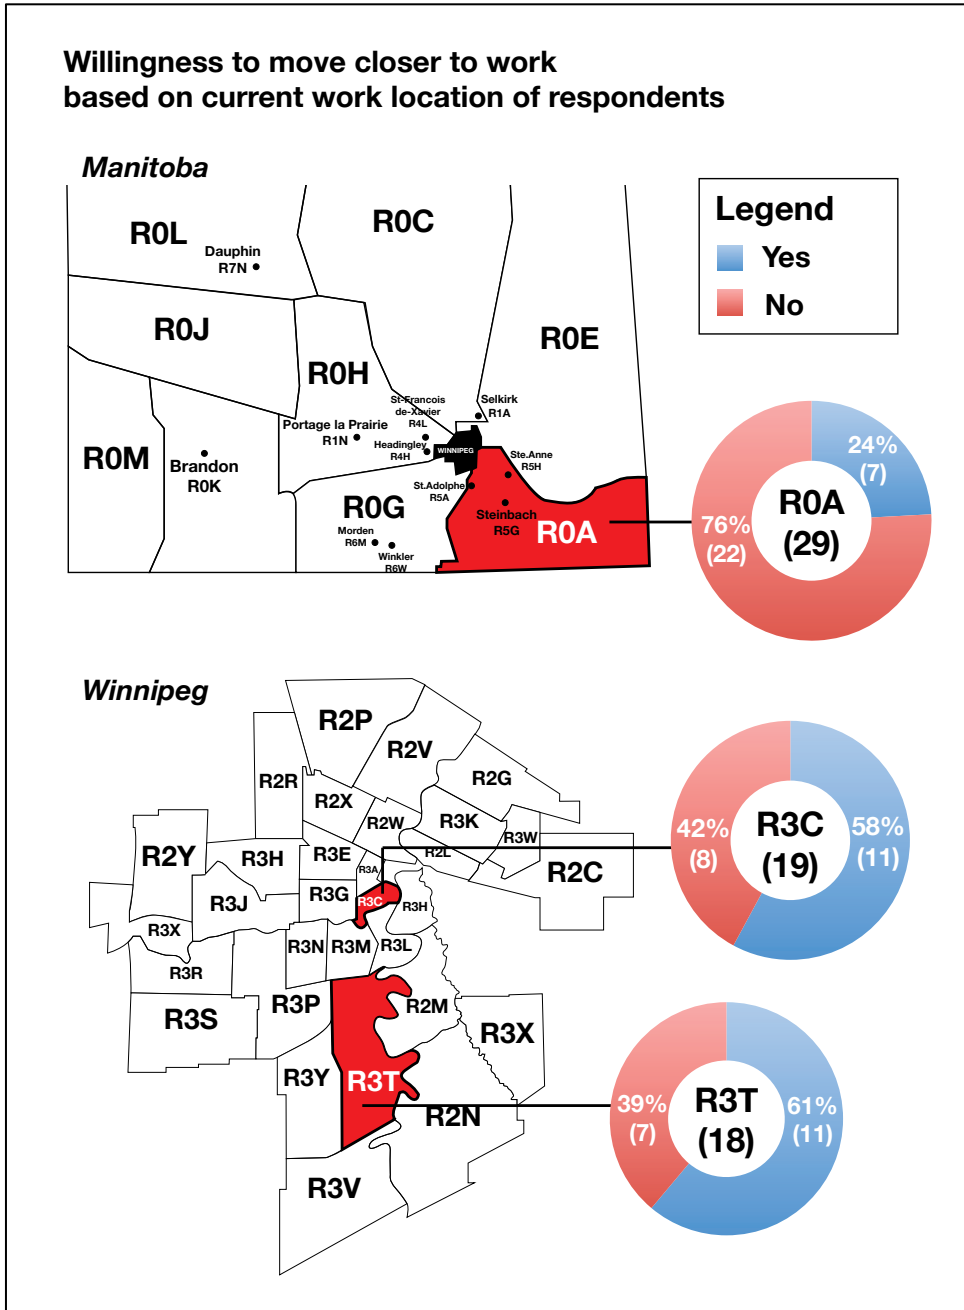 Willingness to move closer to work
based on current work location of respondents
Manitoba
Legend
Yes
No
R0L
Dauphin
R7N
R0C
R0J
R0E
R0H
St-Francois
de-Xavier
R4L
Selkirk
R1A
Portage la Prairie
R1N
Headingley
R4H
WINNIPEG
R0M
Brandon
R0K
Ste.Anne
R5H
St.Adolphe
R5A
R0G
Steinbach
R5G
R0A
Morden
R6M
Winkler
R6W
24%
(7)
76%
(22)
R0A
(29)
Winnipeg
R2P
R2V
R2R
R2G
R2X
R2W
R3K
R3W
R2Y
R3H
R3E
R2L
R2C
R3A
R3J
R3G
R3C
R3H
R3X
R3N
R3M
R3L
R3R
R3S
R3P
R2M
R3X
R3Y
R3T
R2N
R3V
42%
(8)
R3C
(19)
58%
(11)
39%
(7)
R3T
(18)
61%
(11)